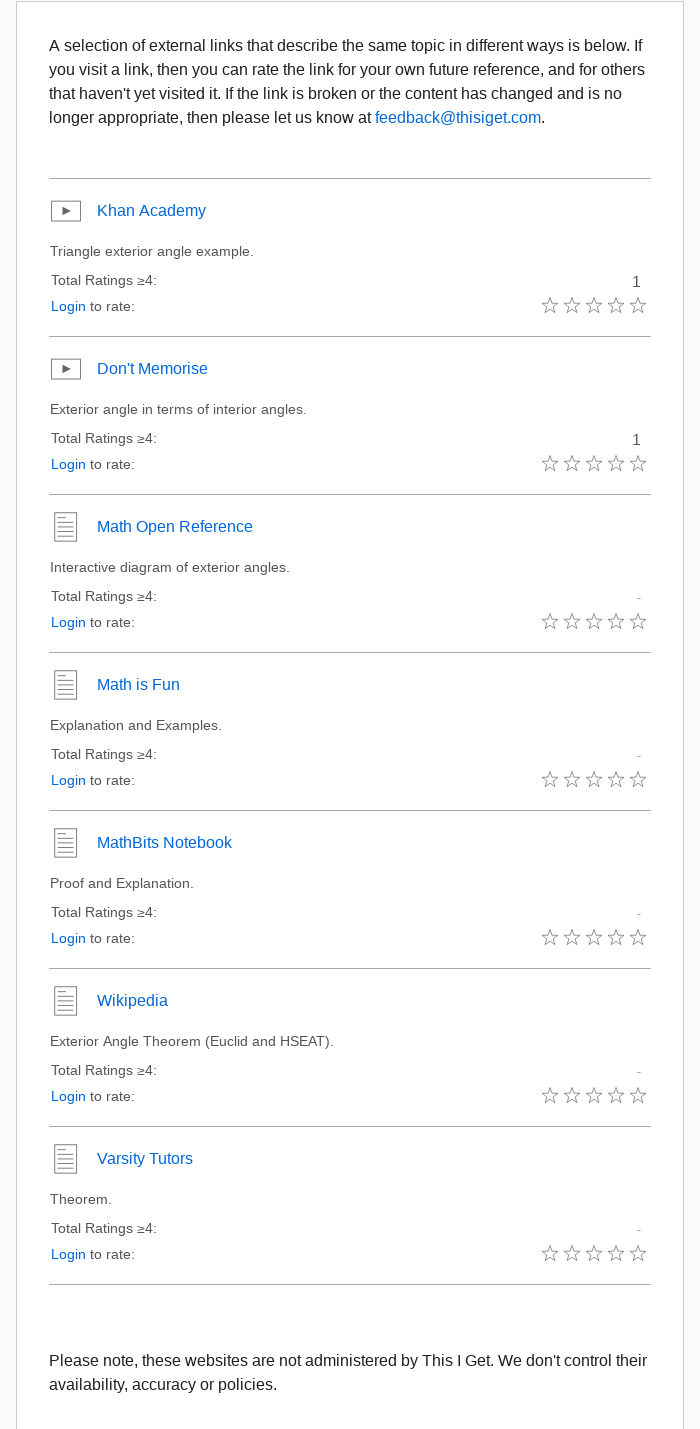 A selection of external links that describe the same topic in different ways is below. If
you visit a link, then you can rate the link for your own future reference, and for others
that haven't yet visited it. If the link is broken or the content has changed and is no
longer appropriate, then please let us know at feedback@thisiget.com.
Khan Academy
Triangle exterior angle example.
Total Ratings ≥4: 1
Login to rate:
Don't Memorise
Exterior angle in terms of interior angles.
Total Ratings ≥4: 1
Login to rate:
Math Open Reference
Interactive diagram of exterior angles.
Total Ratings ≥4: -
Login to rate:
Math is Fun
Explanation and Examples.
Total Ratings ≥4: -
Login to rate:
MathBits Notebook
Proof and Explanation.
Total Ratings ≥4: -
Login to rate:
Wikipedia
Exterior Angle Theorem (Euclid and HSEAT).
Total Ratings ≥4: -
Login to rate:
Varsity Tutors
Theorem.
Total Ratings ≥4: -
Login to rate:
Please note, these websites are not administered by This I Get. We don't control their
availability, accuracy or policies.